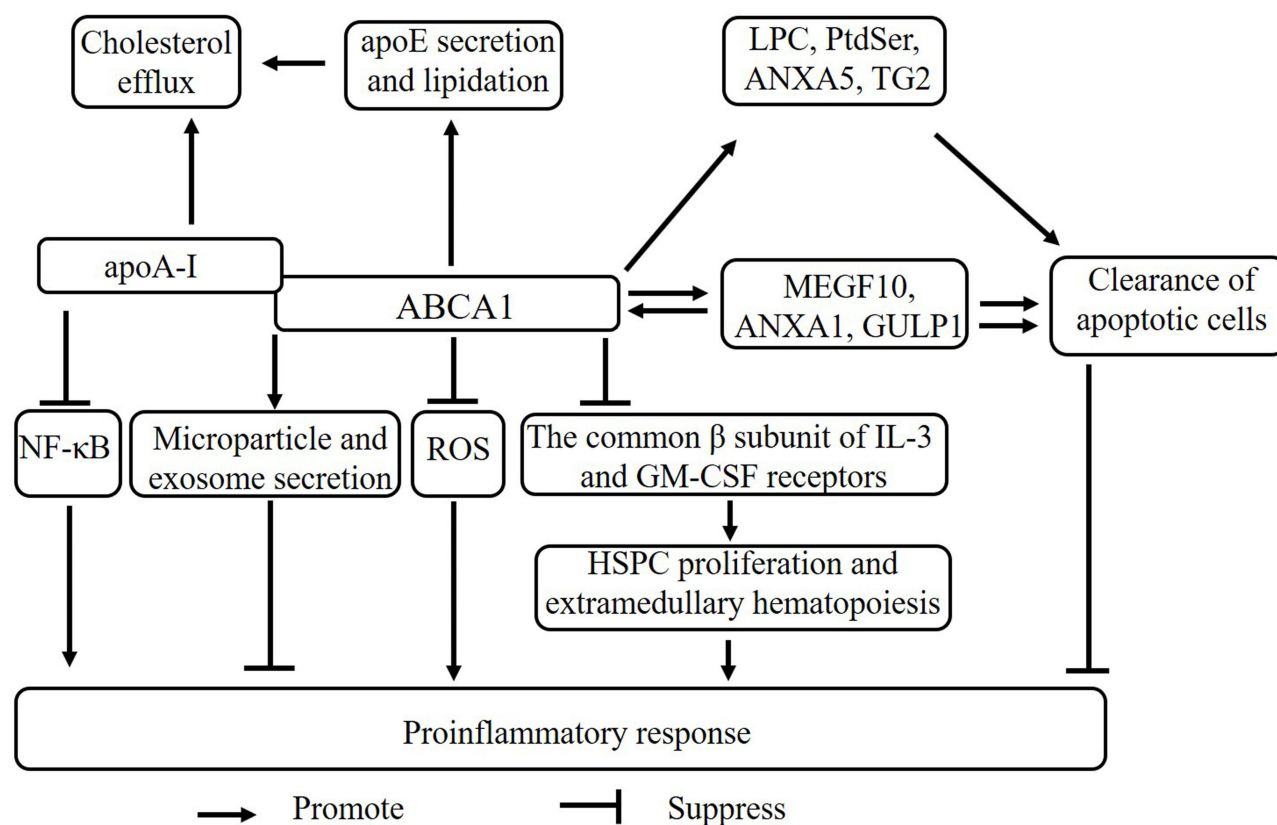 Cholesterol
efflux
apoE secretion
and lipidation
LPC, PtdSer,
ANXA5, TG2
apoA-I
ABCA1
MEGF10,
ANXA1, GULP1
Clearance of
apoptotic cells
NF-κB
Microparticle and
exosome secretion
ROS
The common β subunit of IL-3
and GM-CSF receptors
HSPC proliferation and
extramedullary hematopoiesis
Proinflammatory response
Promote
Suppress